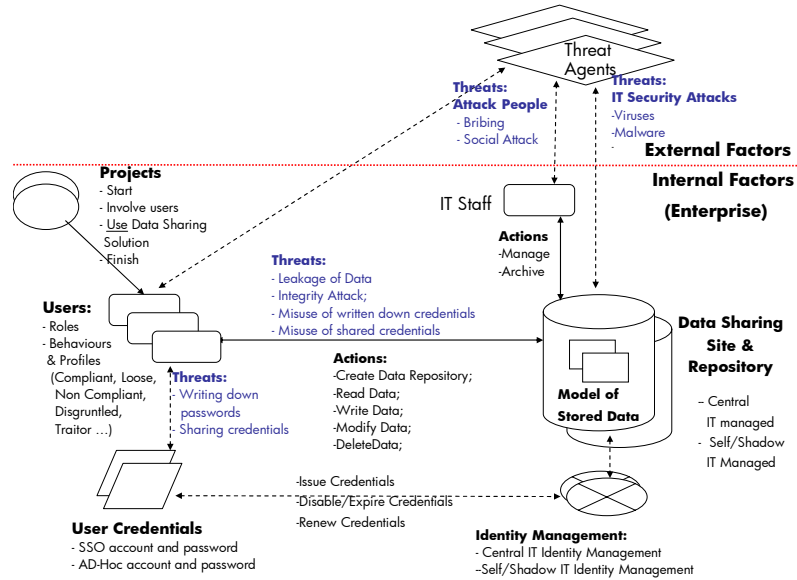 Threat
Agents
Threats:
Attack People
- Bribing
- Social Attack
Threats:
IT Security Attacks
-Viruses
-Malware
-
External Factors
Internal Factors
(Enterprise)
Projects
- Start
- Involve users
- Use Data Sharing
Solution
- Finish
IT Staff
Actions
-Manage
-Archive
Threats:
- Leakage of Data
- Integrity Attack;
- Misuse of written down credentials
- Misuse of shared credentials
Users:
- Roles
- Behaviours
& Profiles
(Compliant, Loose,
Non Compliant,
Disgruntled,
Traitor ...)
Threats:
- Writing down
passwords
- Sharing credentials
Actions:
-Create Data Repository;
-Read Data;
-Write Data;
-Modify Data;
-DeleteData;
Model of
Stored Data
Data Sharing
Site &
Repository
– Central
IT managed
- Self/Shadow
IT Managed
-Issue Credentials
-Disable/Expire Credentials
-Renew Credentials
User Credentials
- SSO account and password
- AD-Hoc account and password
Identity Management:
- Central IT Identity Management
–Self/Shadow IT Identity Management